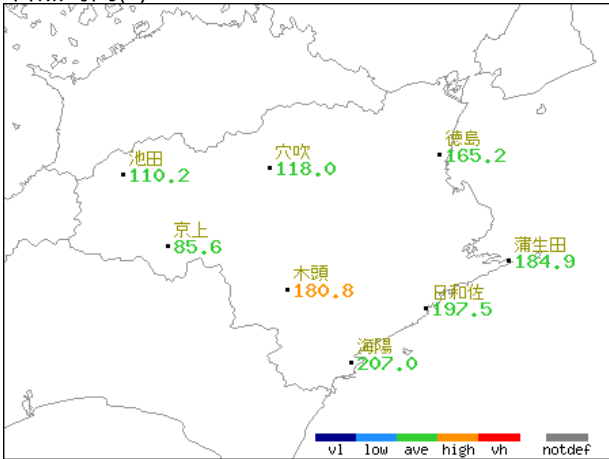 徳島
165.2
穴吹
118.0
池田
110.2
京上
85.6
蒲生田
184.9
木頭
180.8
日和佐
197.5
海陽
207.0
vl low ave high vh notdef